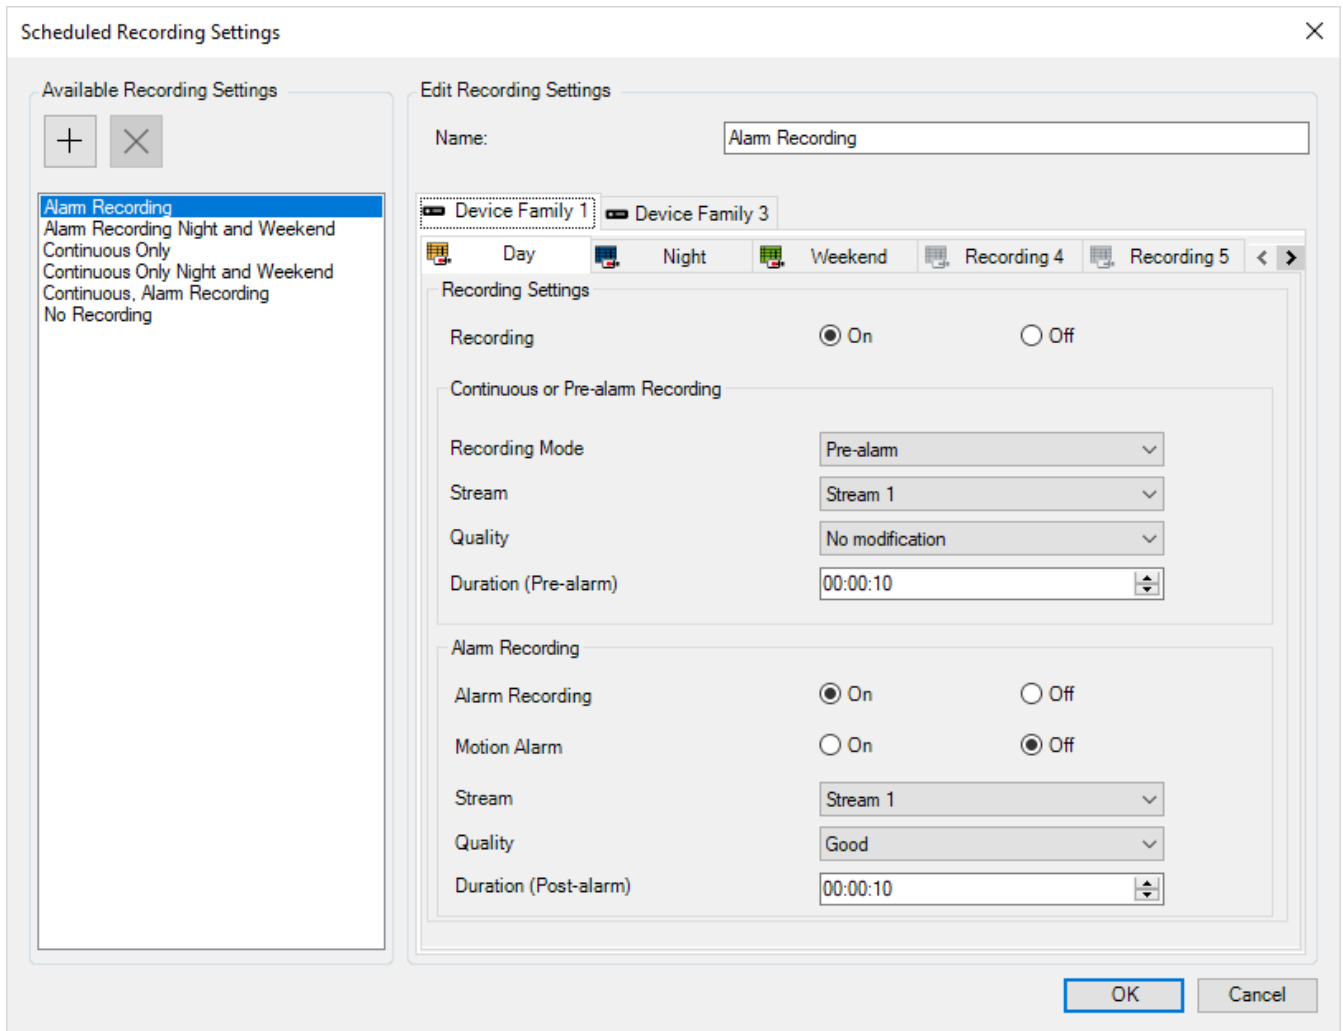 Scheduled Recording Settings
Available Recording Settings
Alarm Recording
Alarm Recording Night and Weekend
Continuous Only
Continuous Only Night and Weekend
Continuous, Alarm Recording
No Recording
Edit Recording Settings
Name: Alarm Recording
Device Family 1 Device Family 3
Day Night Weekend Recording 4 Recording 5
Recording Settings
Recording On Off
Continuous or Pre-alarm Recording
Recording Mode Pre-alarm
Stream Stream 1
Quality No modification
Duration (Pre-alarm) 00:00:10
Alarm Recording
Alarm Recording On Off
Motion Alarm On Off
Stream Stream 1
Quality Good
Duration (Post-alarm) 00:00:10
OK Cancel